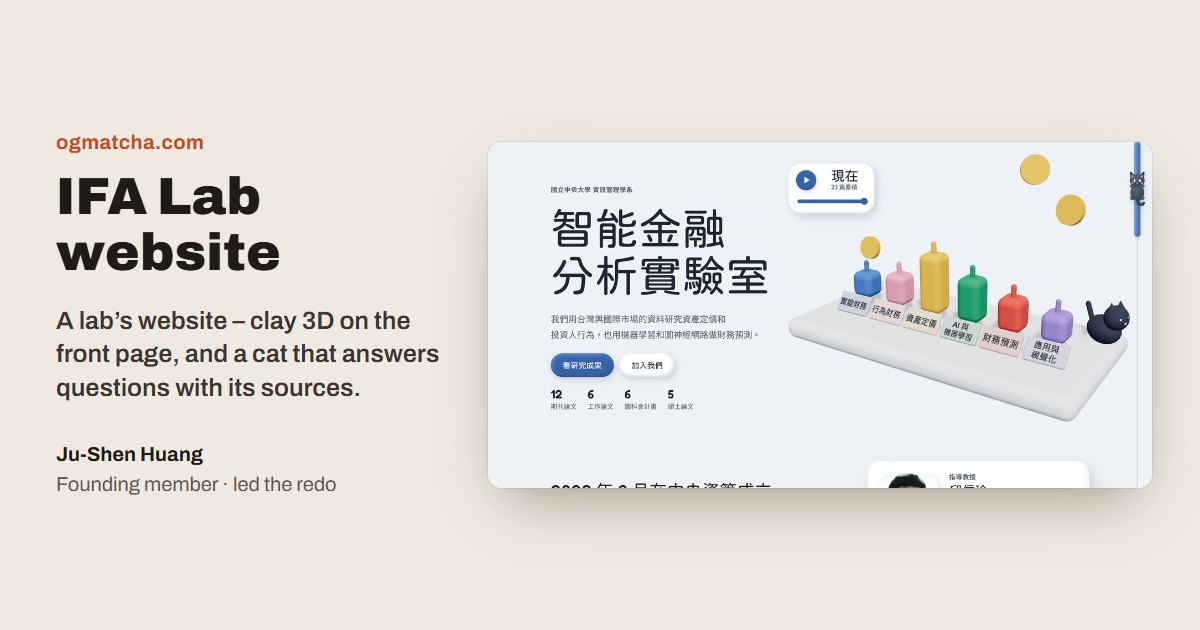 ogmatcha.com
IFA Lab
website
A lab’s website – clay 3D on the
front page, and a cat that answers
questions with its sources.
Ju-Shen Huang
Founding member · led the redo
國立中央大學 資訊管理學系
智能金融
分析實驗室
我們用台灣與國際市場的資料研究資產定價和
投資人行為，也用機器學習和圖神經網路做財務預測。
看研究成果
加入我們
12 6 6 5
期刊論文 工作論文 國科會計畫 碩士論文
現在
23 篇累積
實證財務
行為財務
資產定價
AI 與
機器學習
財務預測
應用與
視覺化
指導教授